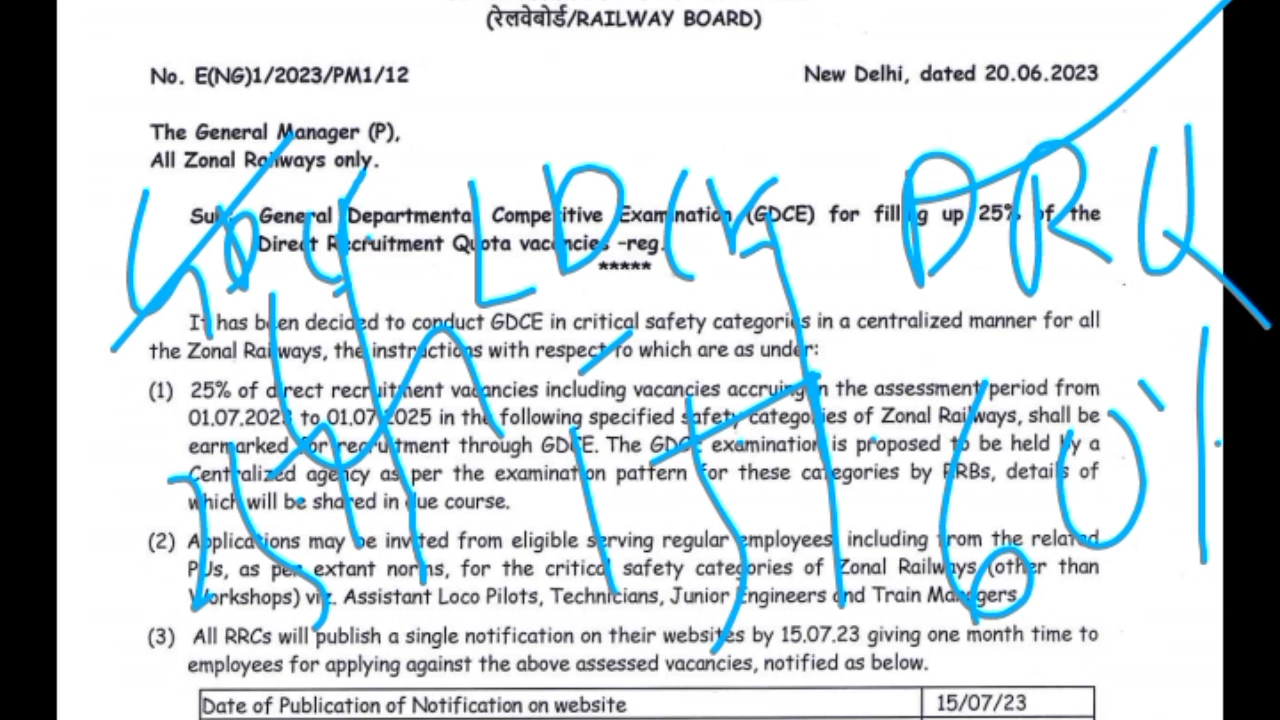 (रेलवेबोर्ड/RAILWAY BOARD)
No. E(NG)1/2023/PM1/12 New Delhi, dated 20.06.2023
The General Manager (P),
All Zonal Railways only.
Sub: General Departmental Competitive Examination (GDCE) for filling up 25% of the
Direct Recruitment Quota vacancies -reg.
*****
It has been decided to conduct GDCE in critical safety categories in a centralized manner for all
the Zonal Railways, the instructions with respect to which are as under:
(1) 25% of direct recruitment vacancies including vacancies accruing in the assessment period from
01.07.2023 to 01.07.2025 in the following specified safety categories of Zonal Railways, shall be
earmarked for recruitment through GDCE. The GDCE examination is proposed to be held by a
Centralized agency as per the examination pattern for these categories by RRBs, details of
which will be shared in due course.
(2) Applications may be invited from eligible serving regular employees including from the related
PUs, as per extant norms, for the critical safety categories of Zonal Railways (other than
Workshops) viz. Assistant Loco Pilots, Technicians, Junior Engineers and Train Managers
(3) All RRCs will publish a single notification on their websites by 15.07.23 giving one month time to
employees for applying against the above assessed vacancies, notified as below.
Date of Publication of Notification on website 15/07/23
DRQ
60%